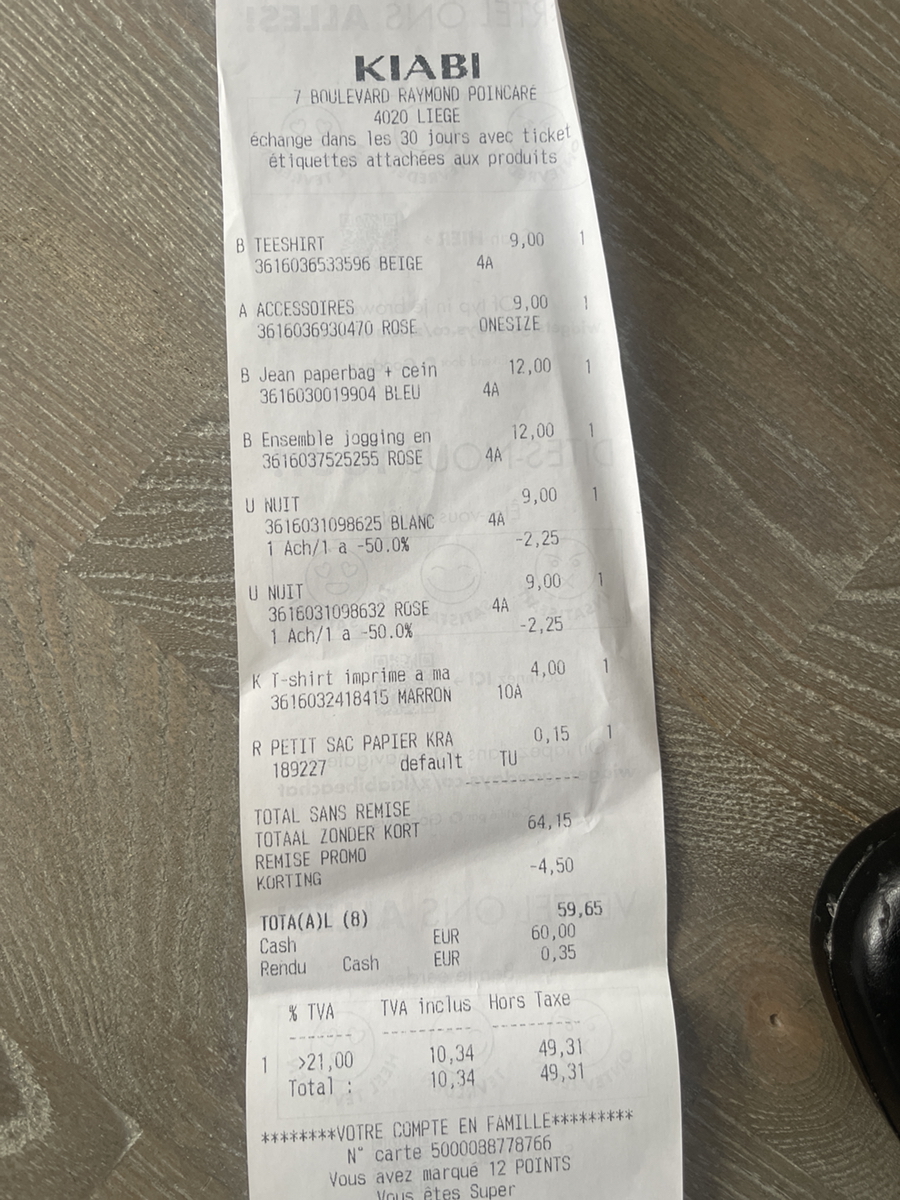 KIABI
7 BOULEVARD RAYMOND POINCARE
4020 LIEGE
échange dans les 30 jours avec ticket
étiquettes attachées aux produits
B TEESHIRT 9,00 1
3616036533596 BEIGE 4A
A ACCESSOIRES 9,00 1
3616036930470 ROSE ONESIZE
B Jean paperbag + cein 12,00 1
3616030019904 BLEU 4A
B Ensemble jogging en 12,00 1
3616037525255 ROSE 4A
U NUIT 9,00 1
3616031098625 BLANC 4A
1 Ach/1 a -50.0% -2,25
U NUIT 9,00 1
3616031098632 ROSE 4A
1 Ach/1 a -50.0% -2,25
K T-shirt imprime a ma 4,00 1
3616032418415 MARRON 10A
R PETIT SAC PAPIER KRA 0,15 1
189227 default TU
--------------
TOTAL SANS REMISE
TOTAAL ZONDER KORT 64,15
REMISE PROMO
KORTING -4,50
TOTA(A)L (8) 59,65
Cash EUR 60,00
Rendu Cash EUR 0,35
% TVA TVA inclus Hors Taxe
------- ---------- ----------
1 >21,00 10,34 49,31
Total : 10,34 49,31
********VOTRE COMPTE EN FAMILLE*********
N° carte 5000088778766
Vous avez marqué 12 POINTS
Vous êtes Super